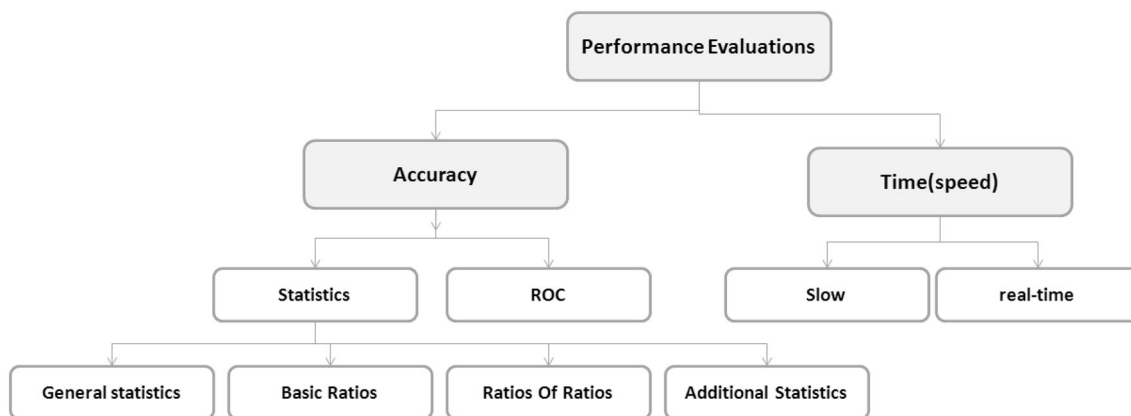 Performance Evaluations
Accuracy
Time(speed)
Statistics
ROC
Slow
real-time
General statistics
Basic Ratios
Ratios Of Ratios
Additional Statistics